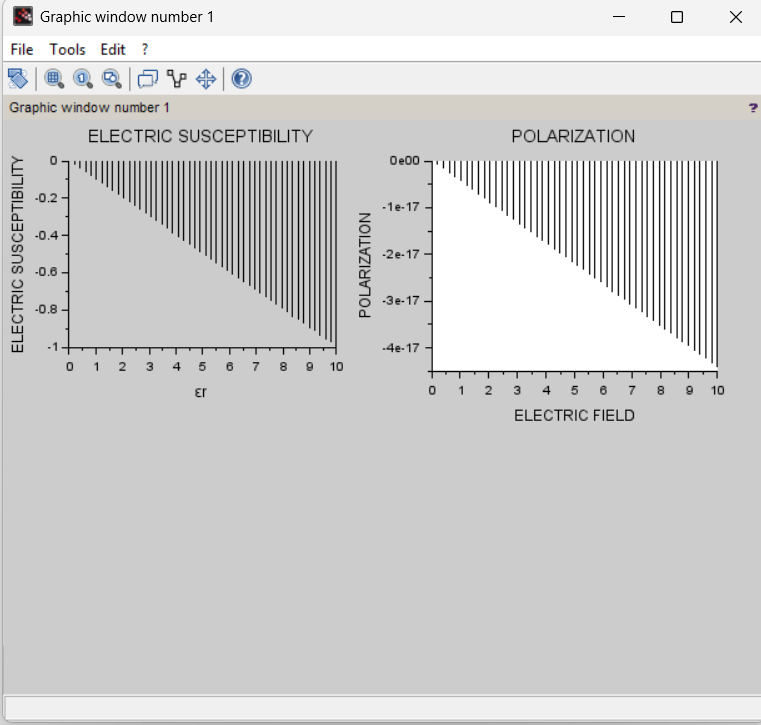 Graphic window number 1
File Tools Edit ?
Graphic window number 1 ?
ELECTRIC SUSCEPTIBILITY
ELECTRIC SUSCEPTIBILITY
0
-0.2
-0.4
-0.6
-0.8
-1
0 1 2 3 4 5 6 7 8 9 10
εr
POLARIZATION
POLARIZATION
0e00
-1e-17
-2e-17
-3e-17
-4e-17
0 1 2 3 4 5 6 7 8 9 10
ELECTRIC FIELD